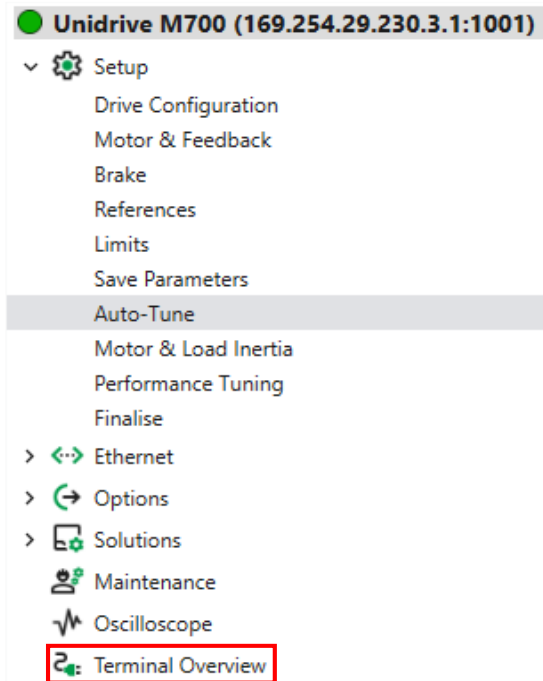 Unidrive M700 (169.254.29.230.3.1:1001)
Setup
Drive Configuration
Motor & Feedback
Brake
References
Limits
Save Parameters
Auto-Tune
Motor & Load Inertia
Performance Tuning
Finalise
Ethernet
Options
Solutions
Maintenance
Oscilloscope
Terminal Overview